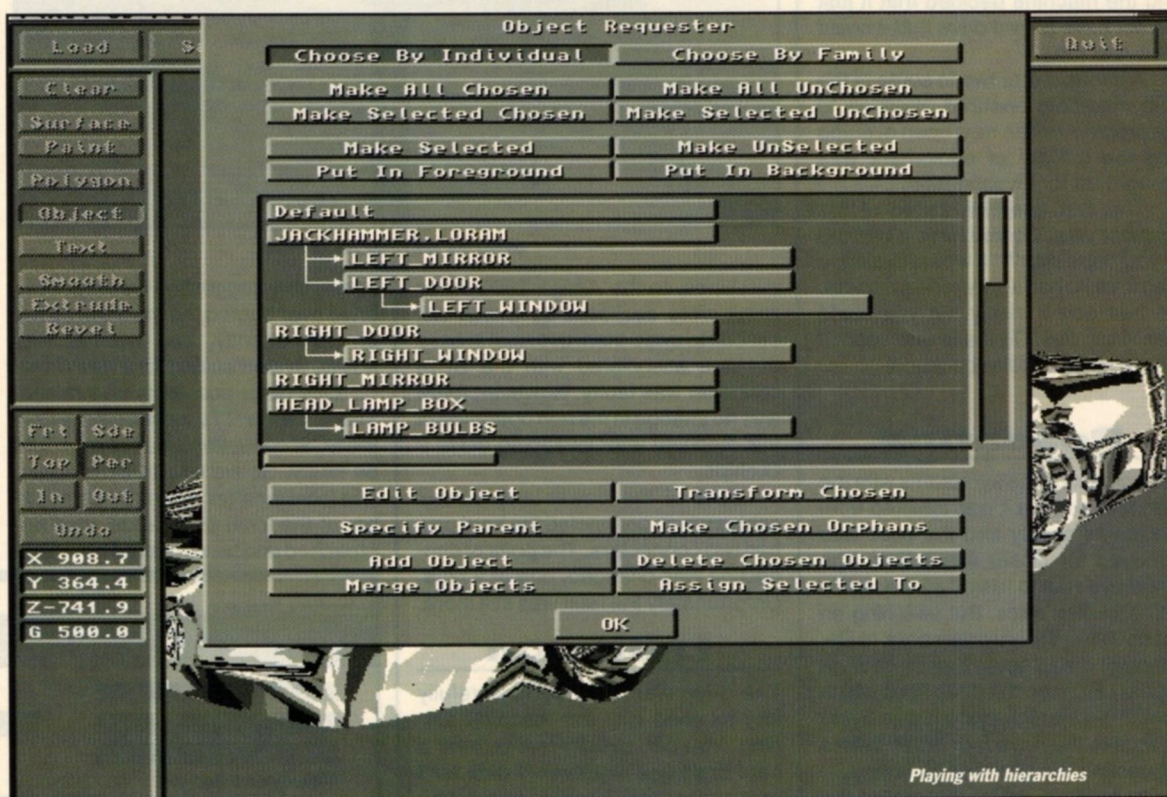 Object Requester
Load
Quit
Choose By Individual
Choose By Family
Clear
Make All Chosen
Make All UnChosen
Make Selected Chosen
Make Selected UnChosen
Surface
Paint
Make Selected
Make UnSelected
Polygon
Put In Foreground
Put In Background
Object
Default
JACKHAMMER.LORAM
Text
LEFT_MIRROR
Smooth
LEFT_DOOR
Extrude
LEFT_WINDOW
Bevel
RIGHT_DOOR
RIGHT_WINDOW
RIGHT_MIRROR
HEAD_LAMP_BOX
Frt Sde
LAMP_BULBS
Top Per
In Out
Edit Object
Transform Chosen
Undo
Specify Parent
Make Chosen Orphans
X 908.7
Add Object
Delete Chosen Objects
Y 364.4
Merge Objects
Assign Selected To
Z-741.9
G 500.0
OK
Playing with hierarchies